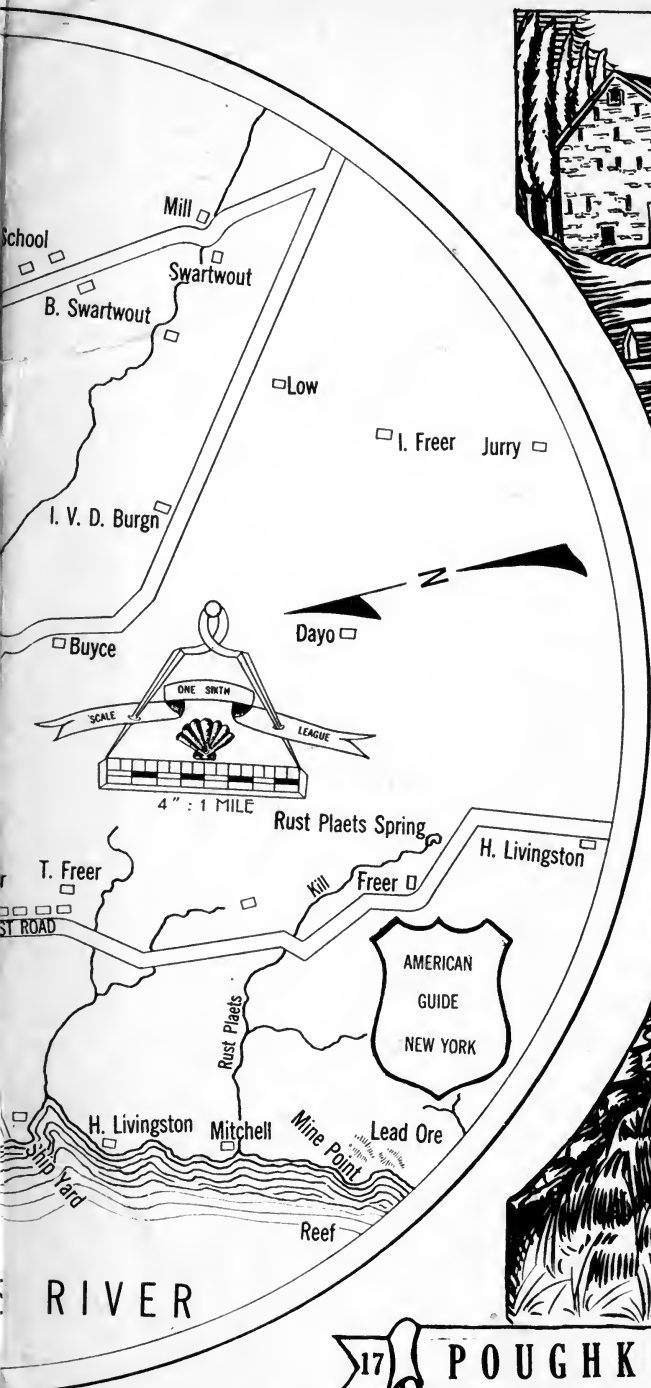 Mill
School
Swartwout
B. Swartwout
Low
I. Freer
Jurry
I. V. D. Burgn
N
Dayo
Buyce
ONE SIXTH
SCALE
LEAGUE
4" : 1 MILE
Rust Plaets Spring
H. Livingston
T. Freer
Kill
Freer
ST ROAD
AMERICAN
GUIDE
NEW YORK
Rust Plaets
H. Livingston
Mitchell
Mine Point
Lead Ore
Ship Yard
Reef
RIVER
17
POUGHK